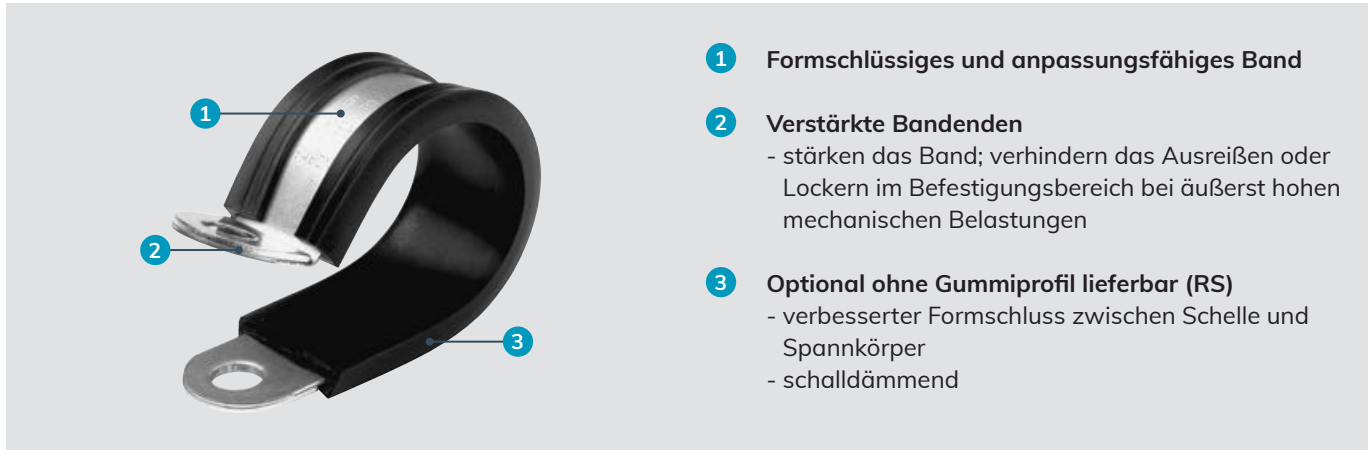 1 Formschlüssiges und anpassungsfähiges Band
2 Verstärkte Bandenden
- stärken das Band; verhindern das Ausreißen oder
Lockern im Befestigungsbereich bei äußerst hohen
mechanischen Belastungen
3 Optional ohne Gummiprofil lieferbar (RS)
- verbesserter Formschluss zwischen Schelle und
Spannkörper
- schalldämmend
1
2
3